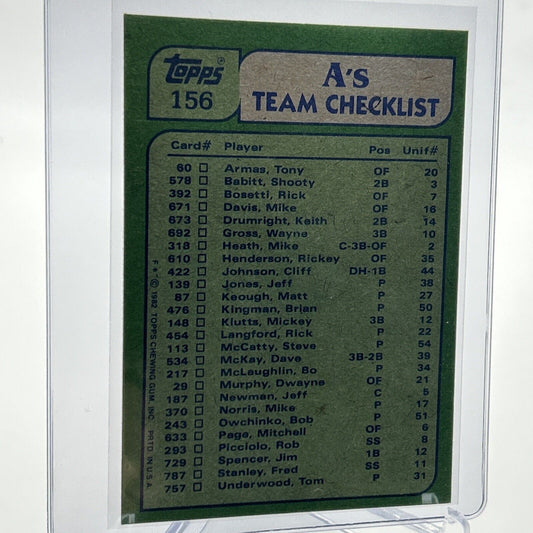 Topps®
156
A's
TEAM CHECKLIST
Card# Player Pos Unif#
60 Armas, Tony OF 20
578 Babitt, Shooty 2B 3
392 Bosetti, Rick OF 7
671 Davis, Mike OF 16
673 Drumright, Keith 2B 14
692 Gross, Wayne 3B 10
318 Heath, Mike C-3B-OF 2
610 Henderson, Rickey OF 35
422 Johnson, Cliff DH-1B 44
139 Jones, Jeff P 38
87 Keough, Matt P 27
476 Kingman, Brian P 50
148 Klutts, Mickey 3B 12
454 Langford, Rick P 22
113 McCatty, Steve P 54
534 McKay, Dave 3B-2B 39
217 McLaughlin, Bo P 34
29 Murphy, Dwayne OF 21
187 Newman, Jeff C 5
370 Norris, Mike P 17
243 Owchinko, Bob P 51
633 Page, Mitchell OF 6
293 Picciolo, Rob SS 8
729 Spencer, Jim 1B 12
787 Stanley, Fred SS 11
757 Underwood, Tom P 31
F * © 1982 TOPPS CHEWING GUM, INC. PRTD. IN U.S.A.